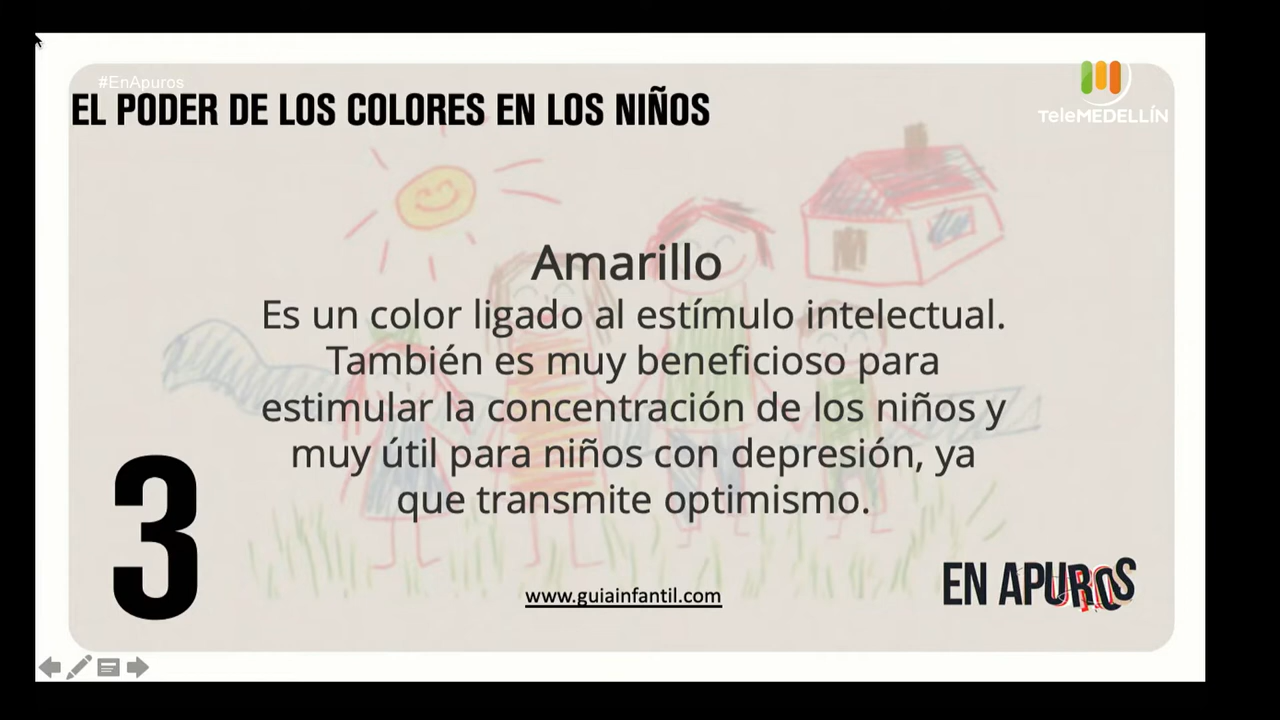 #EnApuros
EL PODER DE LOS COLORES EN LOS NIÑOS
TeleMEDELLÍN
Amarillo
Es un color ligado al estímulo intelectual.
También es muy beneficioso para
estimular la concentración de los niños y
muy útil para niños con depresión, ya
que transmite optimismo.
3
www.guiainfantil.com
EN APUROS